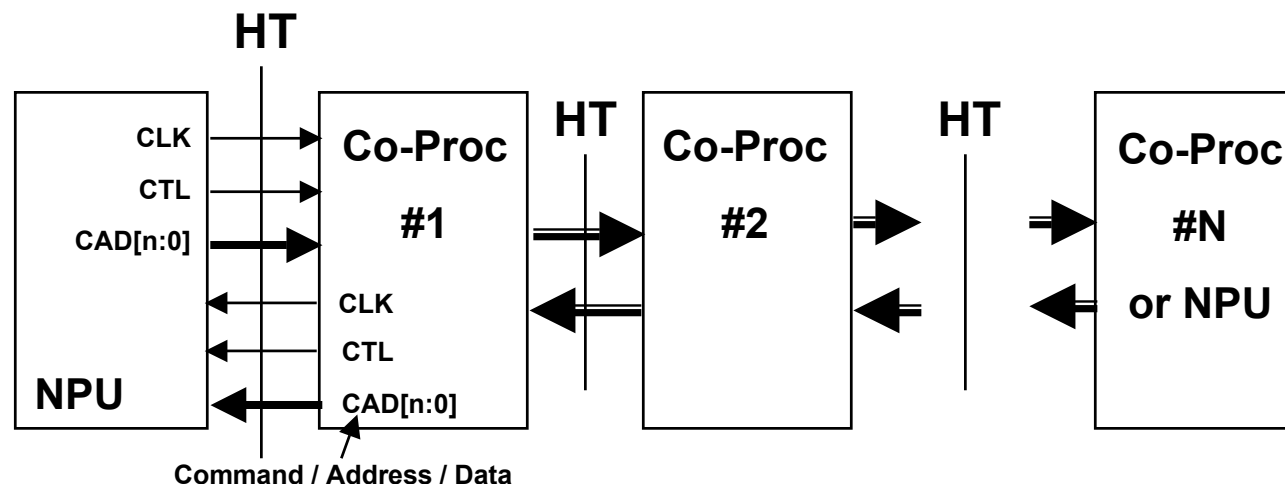 HT
CLK
CTL
CAD[n:0]
NPU
Co-Proc
#1
CLK
CTL
CAD[n:0]
Command / Address / Data
HT
Co-Proc
#2
HT
Co-Proc
#N
or NPU